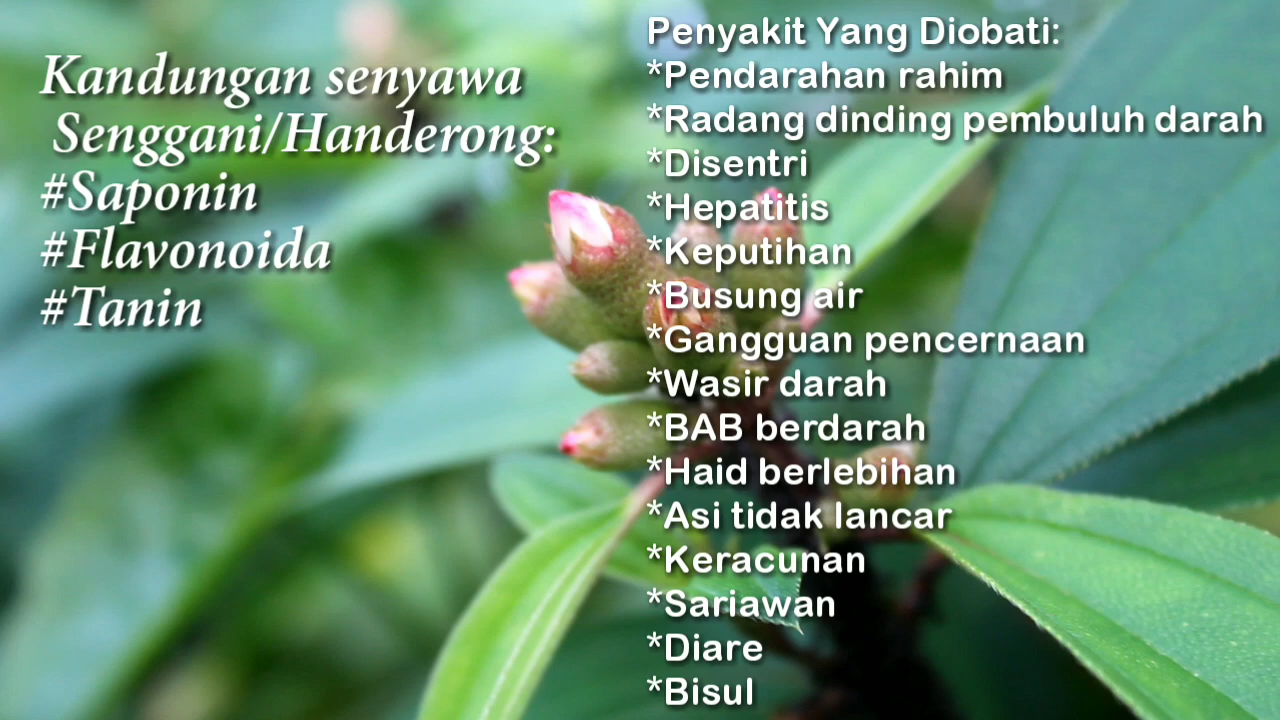 Kandungan senyawa
Senggani/Handerong:
#Saponin
#Flavonoida
#Tanin
Penyakit Yang Diobati:
*Pendarahan rahim
*Radang dinding pembuluh darah
*Disentri
*Hepatitis
*Keputihan
*Busung air
*Gangguan pencernaan
*Wasir darah
*BAB berdarah
*Haid berlebihan
*Asi tidak lancar
*Keracunan
*Sariawan
*Diare
*Bisul